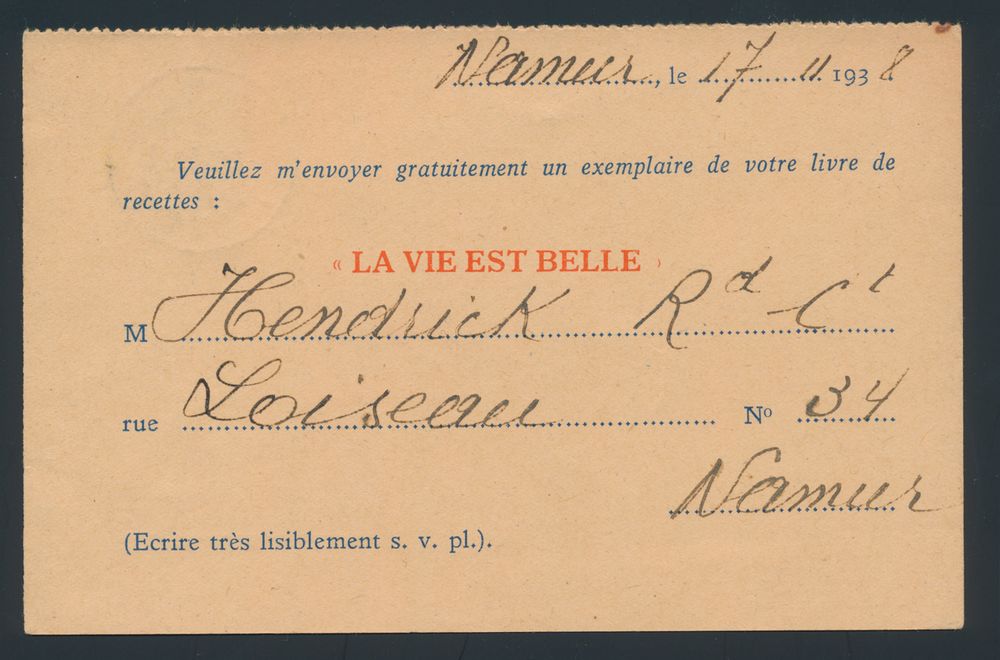 Namur, le 17 11 1938
Veuillez m'envoyer gratuitement un exemplaire de votre livre de
recettes :
« LA VIE EST BELLE »
M Hendrick Rd Ct
rue Loiseau No 34
Namur
(Ecrire très lisiblement s. v. pl.).